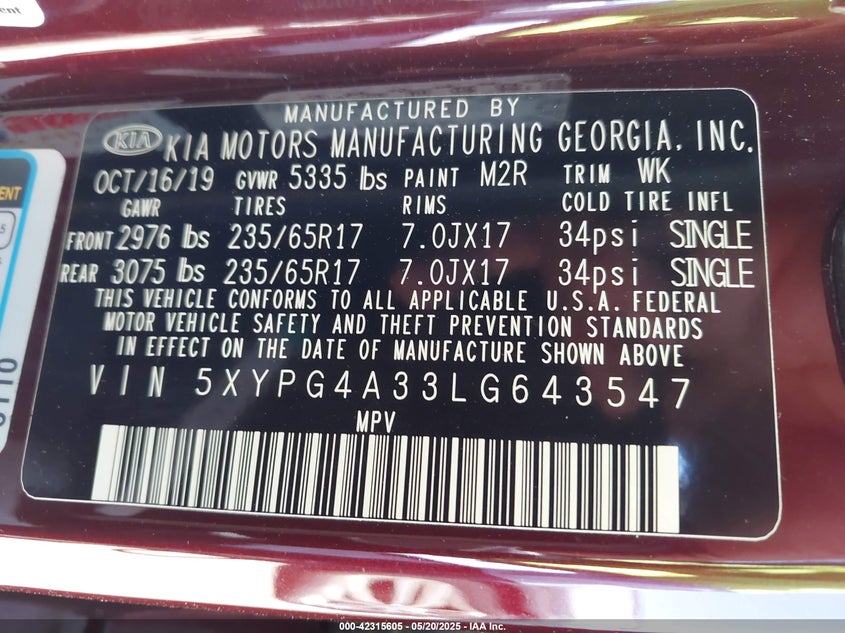 MANUFACTURED BY
KIA KIA MOTORS MANUFACTURING GEORGIA, INC.
OCT/16/19 GVWR 5335 lbs PAINT M2R TRIM WK
GAWR TIRES RIMS COLD TIRE INFL
FRONT 2976 lbs 235/65R17 7.0JX17 34psi SINGLE
REAR 3075 lbs 235/65R17 7.0JX17 34psi SINGLE
THIS VEHICLE CONFORMS TO ALL APPLICABLE U.S.A. FEDERAL
MOTOR VEHICLE SAFETY AND THEFT PREVENTION STANDARDS
IN EFFECT ON THE DATE OF MANUFACTURE SHOWN ABOVE
VIN 5XYPG4A33LG643547
MPV
000-42315605 - 05/20/2025 - IAA Inc.